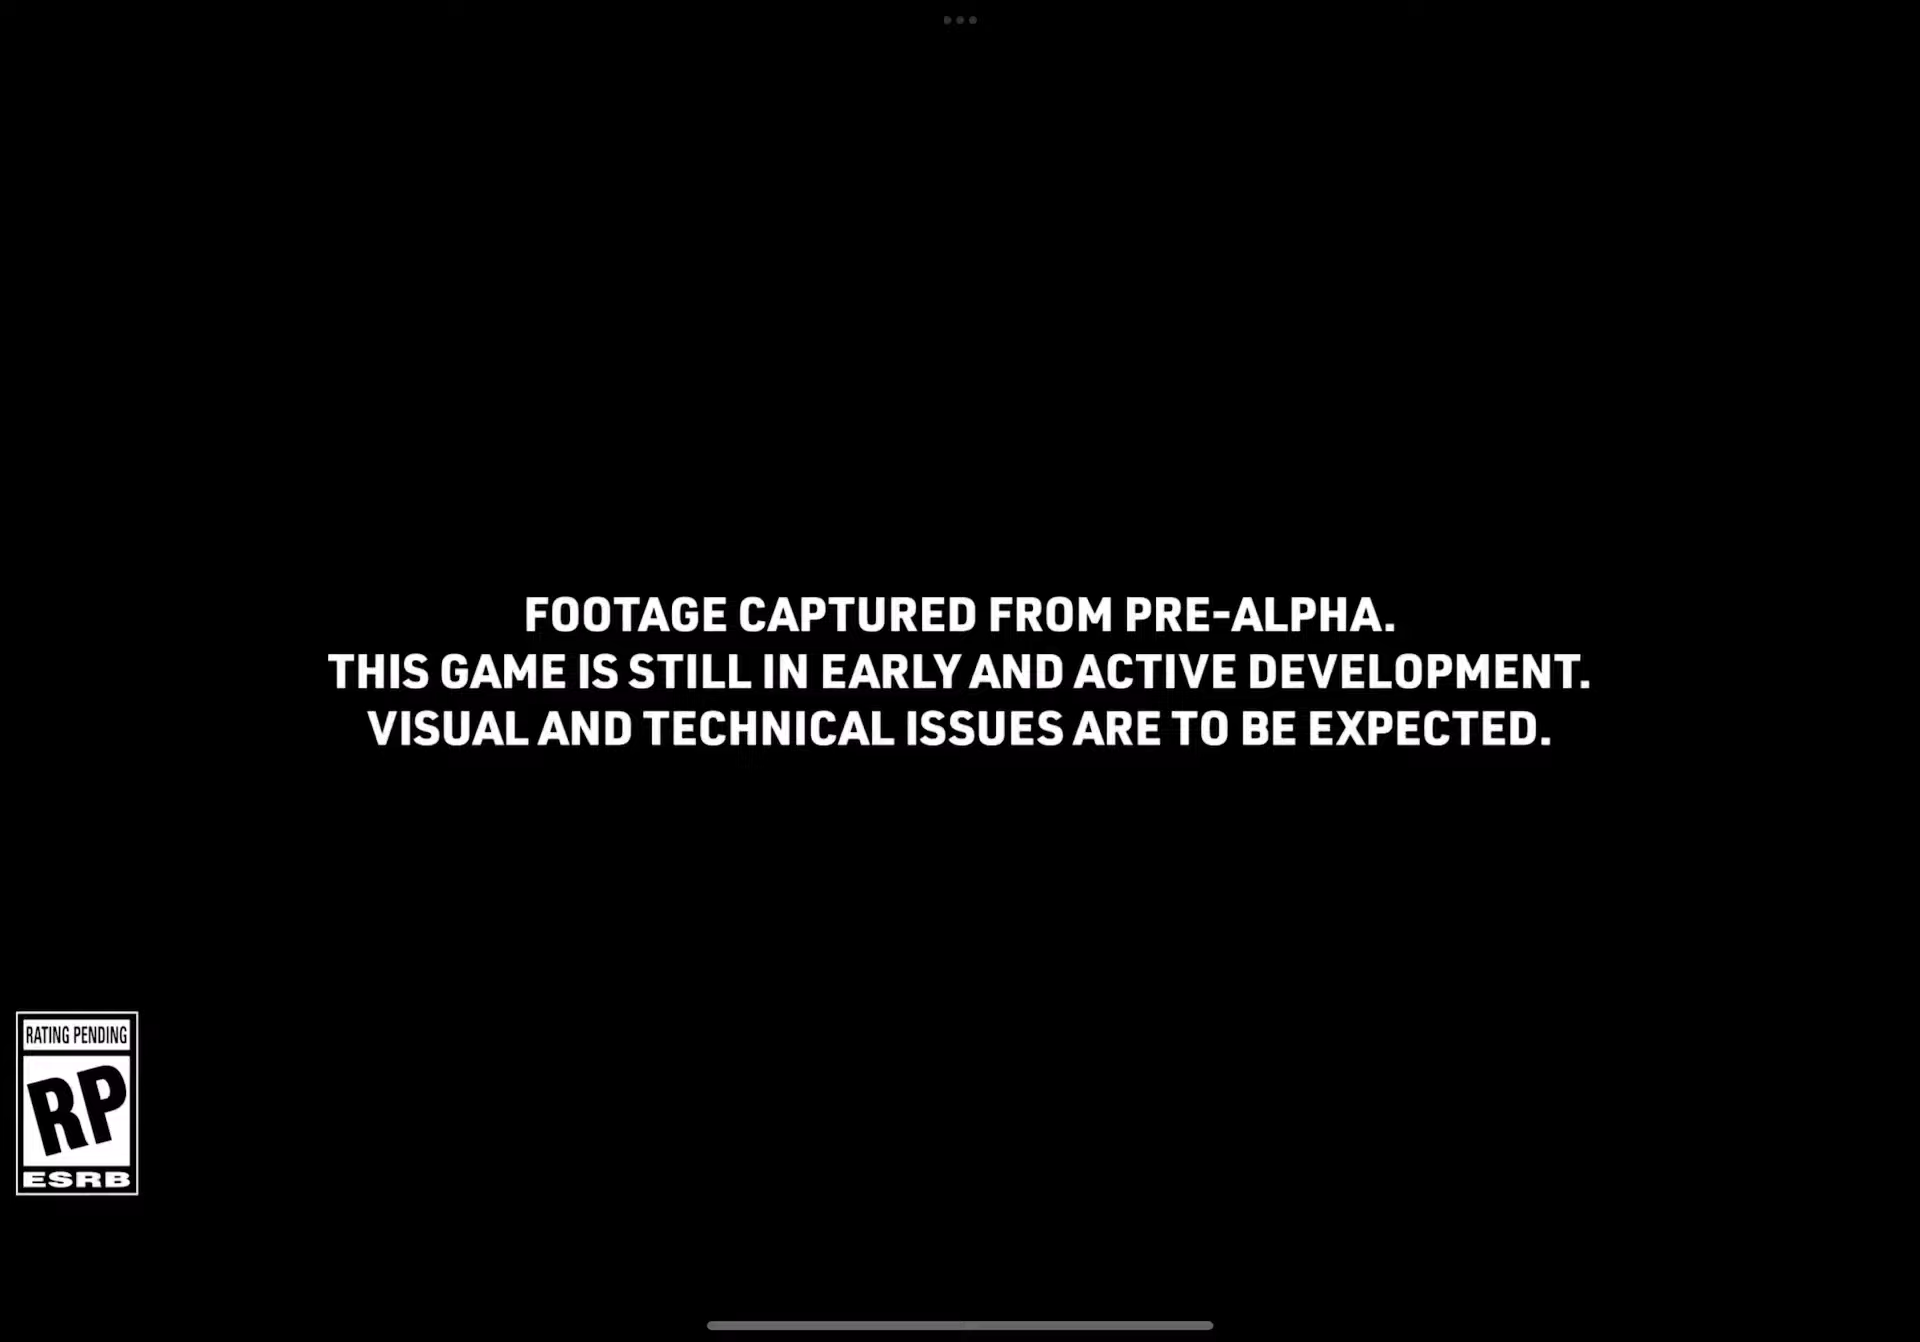 FOOTAGE CAPTURED FROM PRE-ALPHA.
THIS GAME IS STILL IN EARLY AND ACTIVE DEVELOPMENT.
VISUAL AND TECHNICAL ISSUES ARE TO BE EXPECTED.
RATING PENDING
RP
ESRB